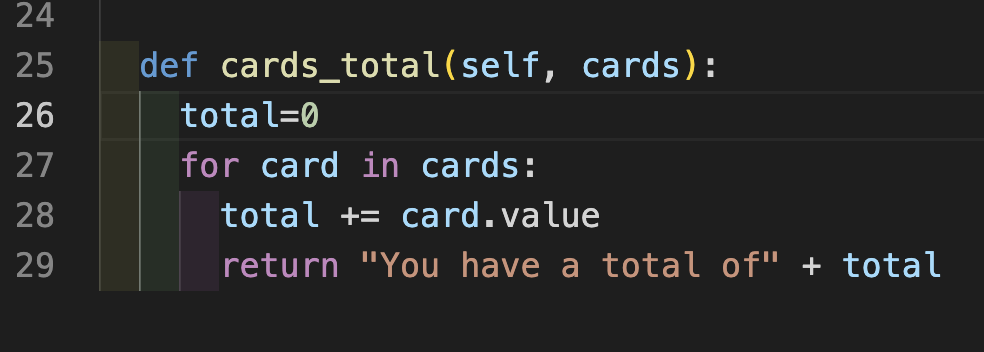 24
25 def cards_total(self, cards):
26 total=0
27 for card in cards:
28 total += card.value
29 return "You have a total of" + total